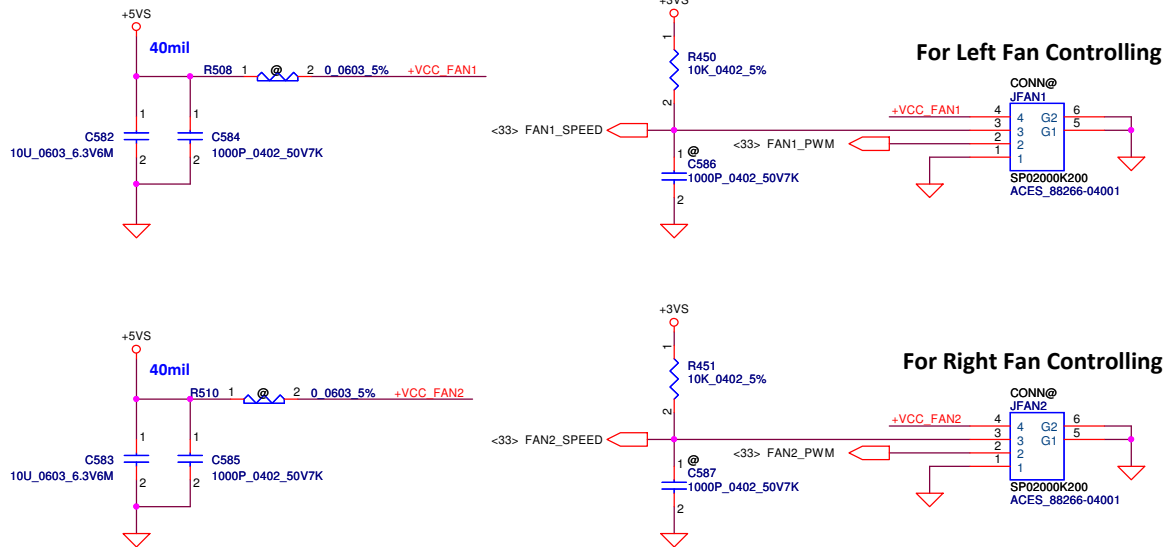 +5VS
40mil
R508 1 @ 2 0_0603_5% +VCC_FAN1
1
C582
10U_0603_6.3V6M
2
1
C584
1000P_0402_50V7K
2
+3VS
1
R450
10K_0402_5%
2
<33> FAN1_SPEED
1 @
C586
1000P_0402_50V7K
2
<33> FAN1_PWM
For Left Fan Controlling
CONN@
JFAN1
+VCC_FAN1
4 4 G2 6
3 3 G1 5
2 2
1 1
SP02000K200
ACES_88266-04001
+5VS
40mil
R510 1 @ 2 0_0603_5% +VCC_FAN2
1
C583
10U_0603_6.3V6M
2
1
C585
1000P_0402_50V7K
2
+3VS
1
R451
10K_0402_5%
2
<33> FAN2_SPEED
1 @
C587
1000P_0402_50V7K
2
<33> FAN2_PWM
For Right Fan Controlling
CONN@
JFAN2
+VCC_FAN2
4 4 G2 6
3 3 G1 5
2 2
1 1
SP02000K200
ACES_88266-04001